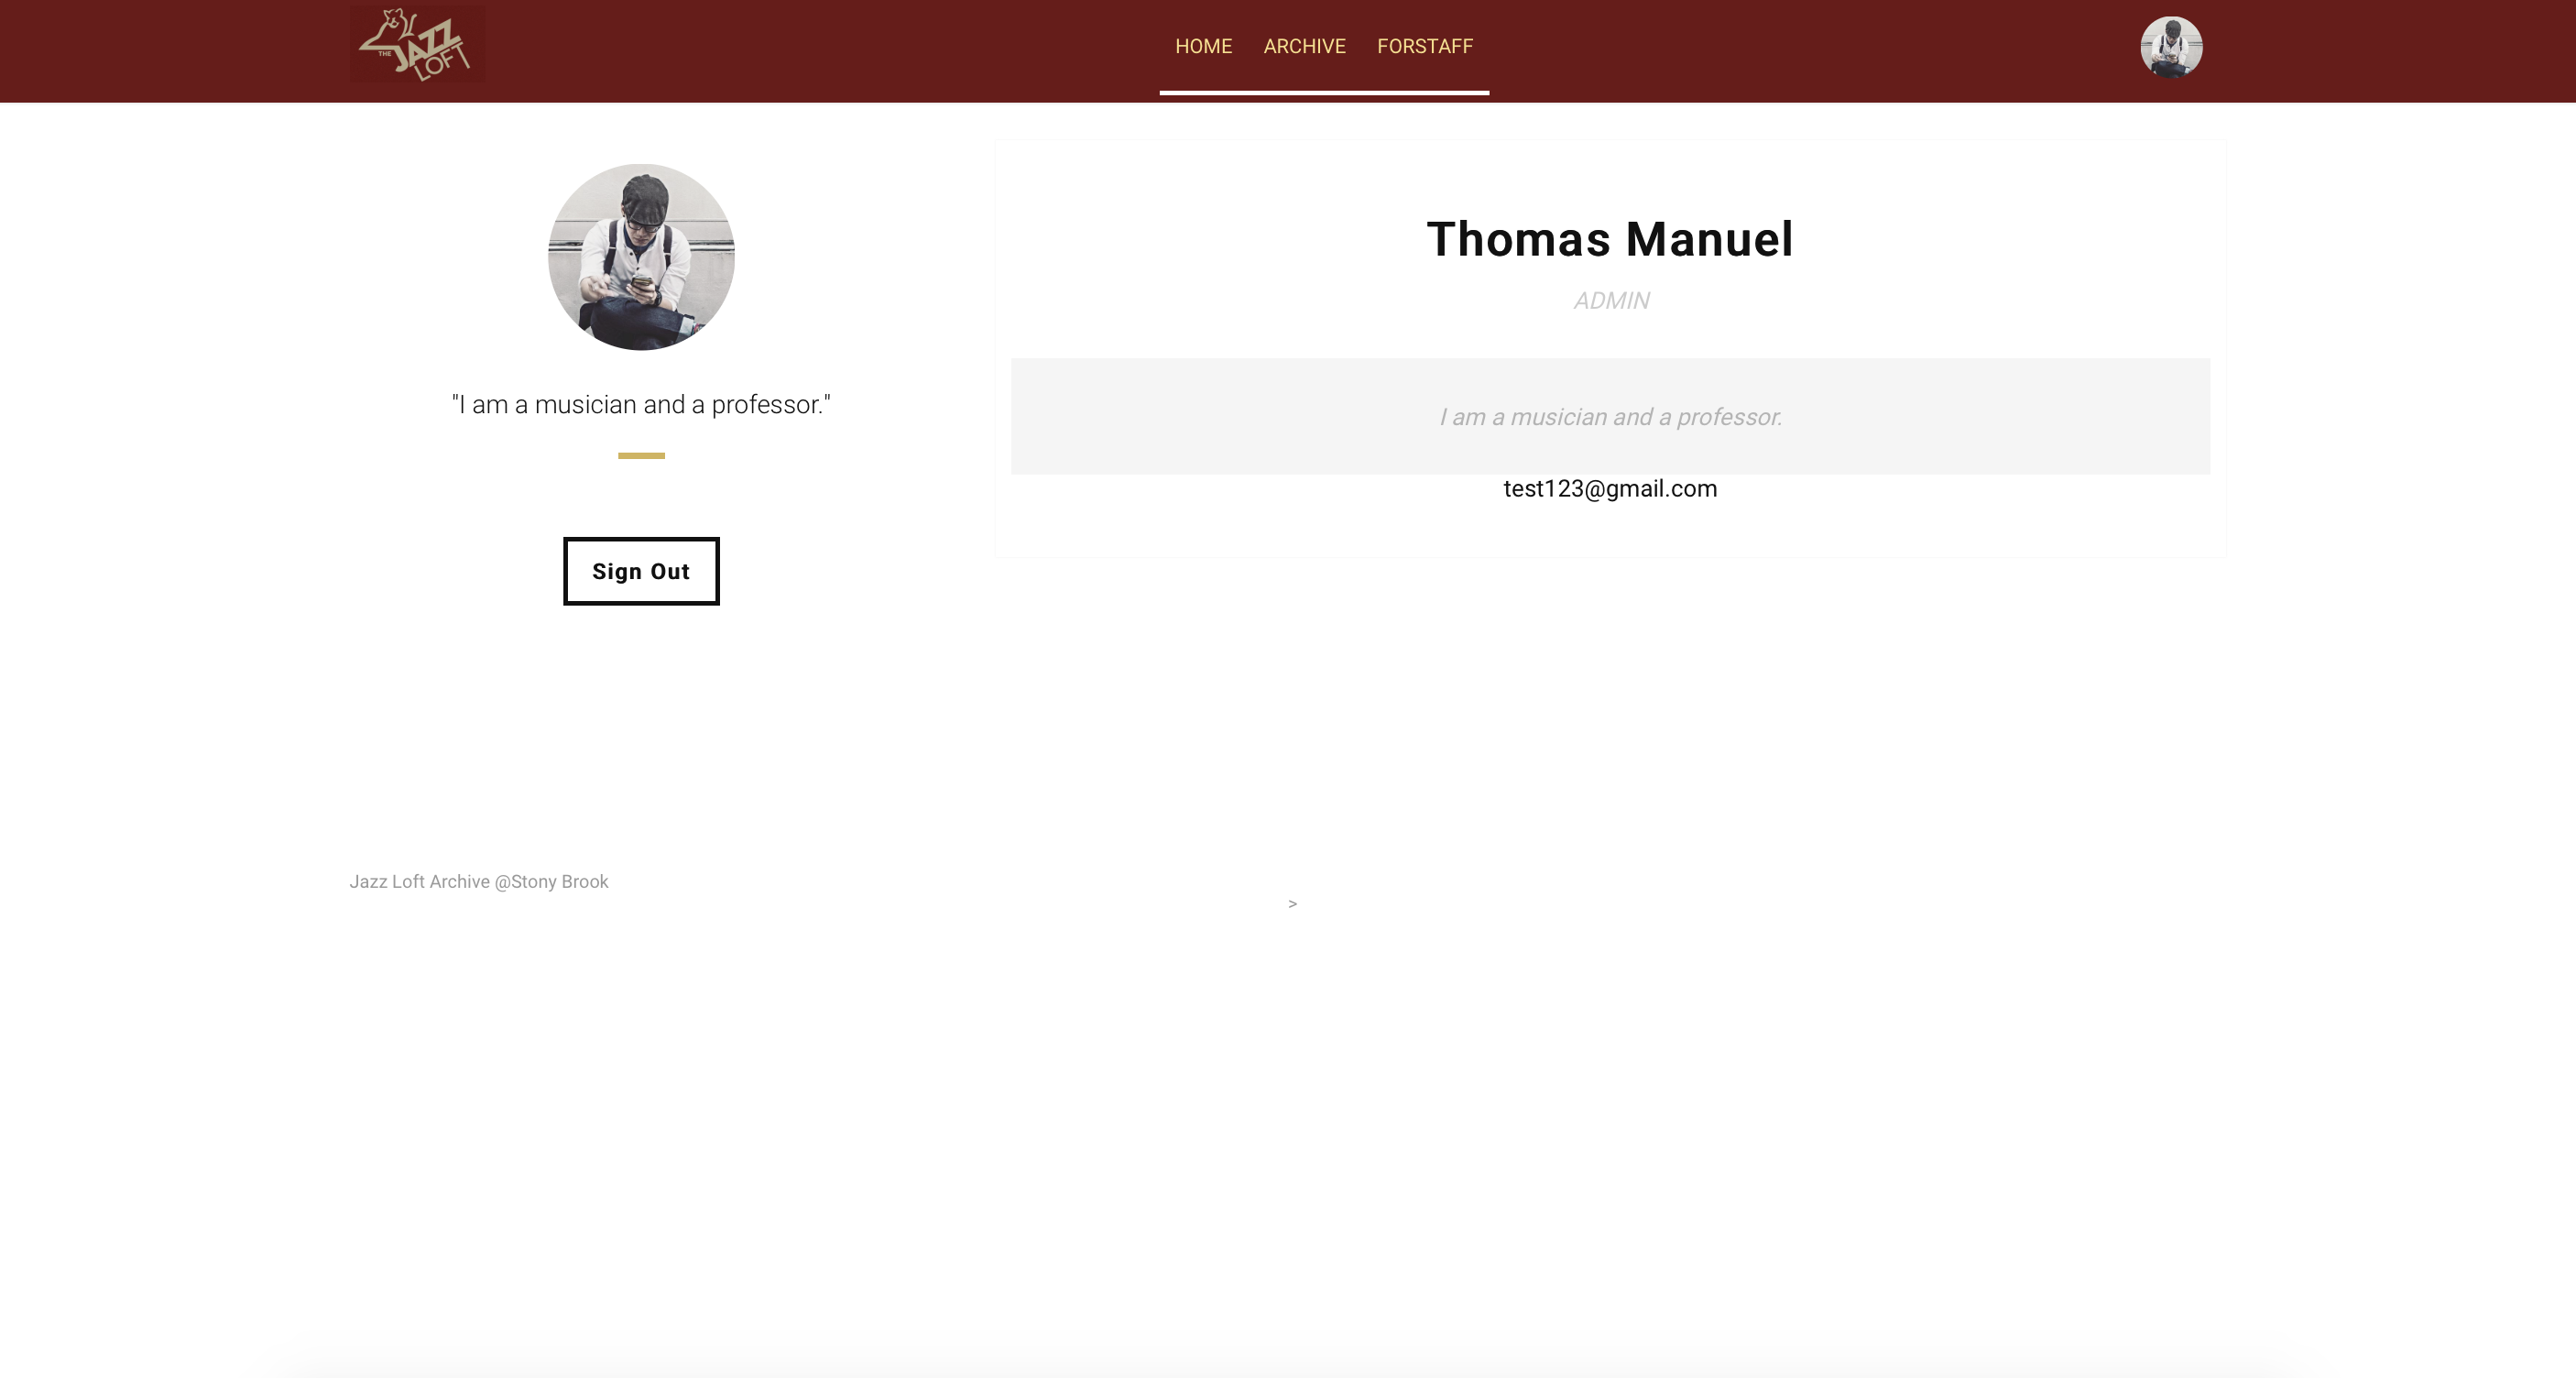 THE JAZZ LOFT
HOME ARCHIVE FORSTAFF
"I am a musician and a professor."
Sign Out
Thomas Manuel
ADMIN
I am a musician and a professor.
test123@gmail.com
Jazz Loft Archive @Stony Brook
>